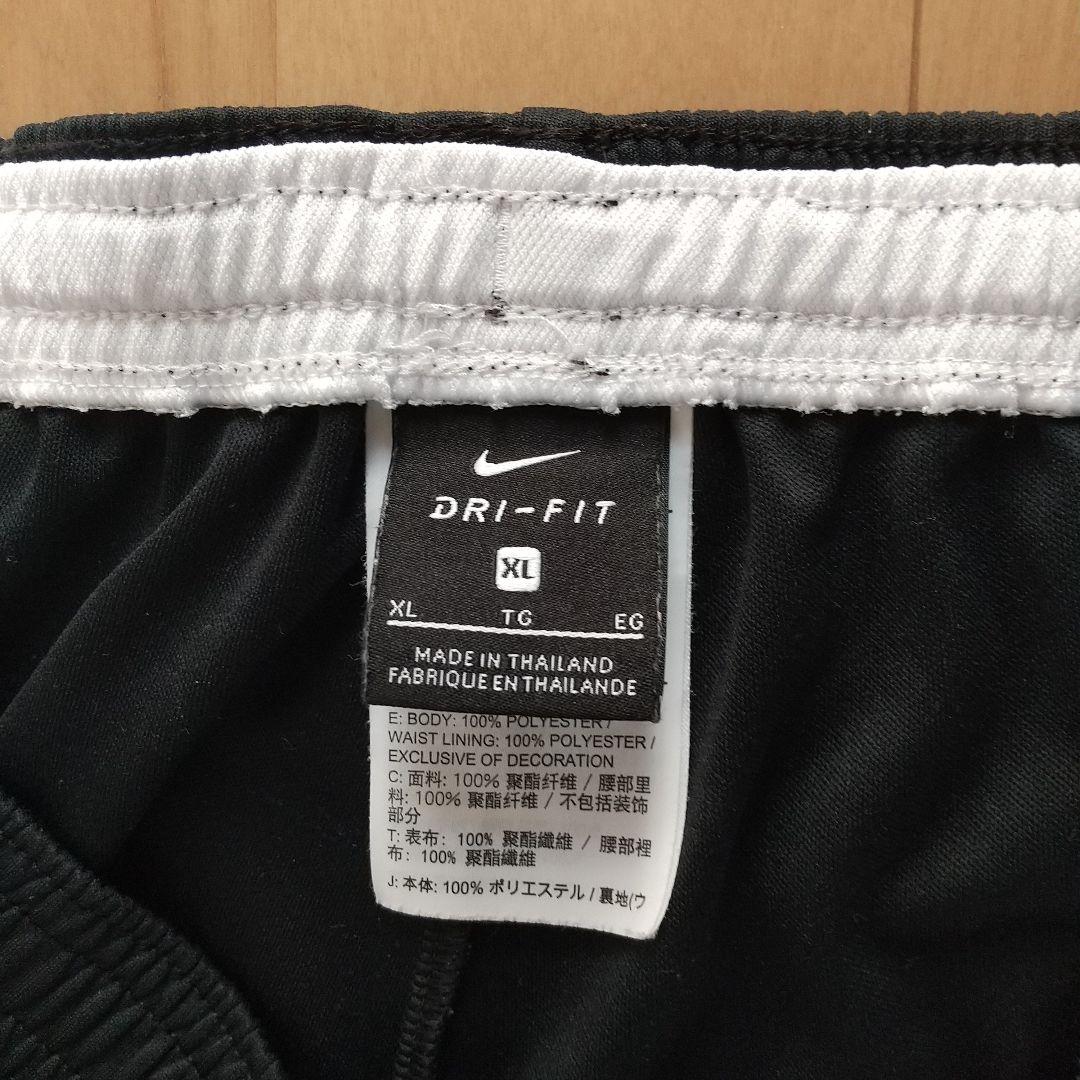 DRI-FIT
XL
XL TG EG
MADE IN THAILAND
FABRIQUE EN THAILANDE
E: BODY: 100% POLYESTER /
WAIST LINING: 100% POLYESTER /
EXCLUSIVE OF DECORATION
C: 面料: 100% 聚酯纤维 / 腰部里
料: 100% 聚酯纤维 / 不包括装饰
部分
T: 表布: 100% 聚酯纖維 / 腰部裡
布: 100% 聚酯纖維
J: 本体: 100% ポリエステル / 裏地(ウ